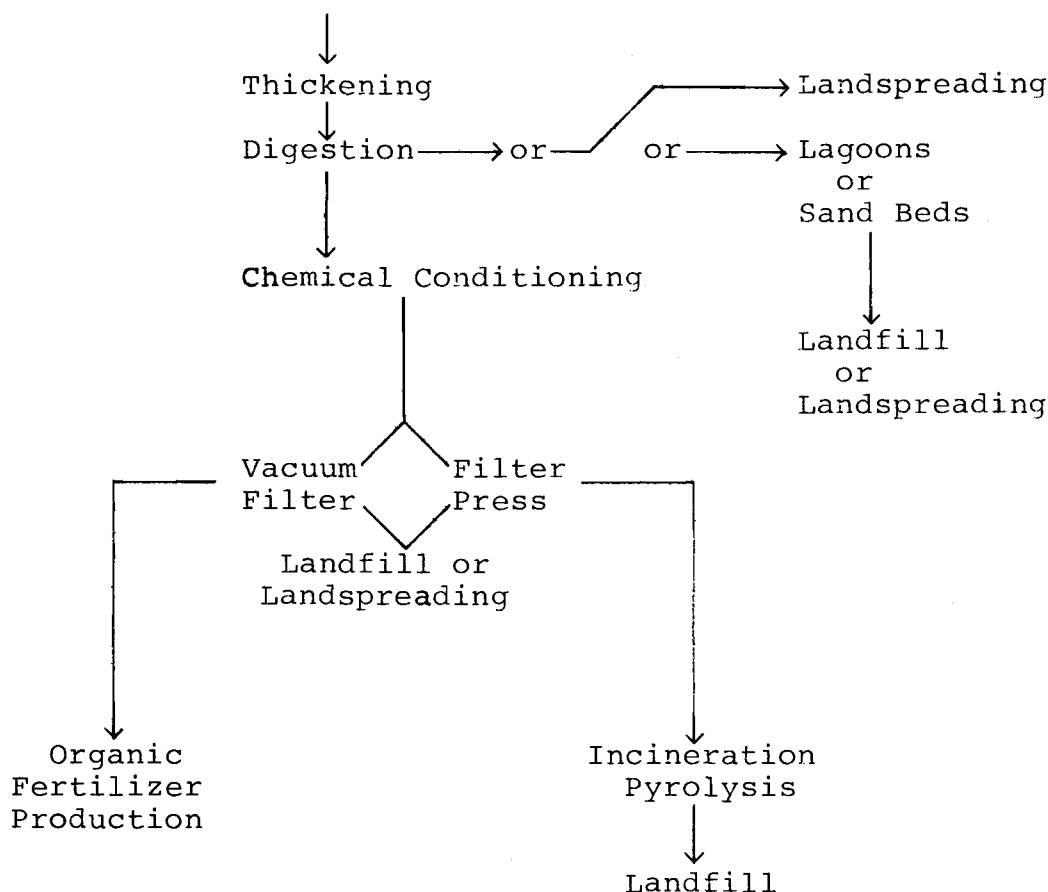 Thickening
Landspreading
Digestion or or Lagoons
or
Sand Beds
Chemical Conditioning
Landfill
or
Landspreading
Vacuum Filter
Filter Press
Landfill or
Landspreading
Organic
Fertilizer
Production
Incineration
Pyrolysis
Landfill